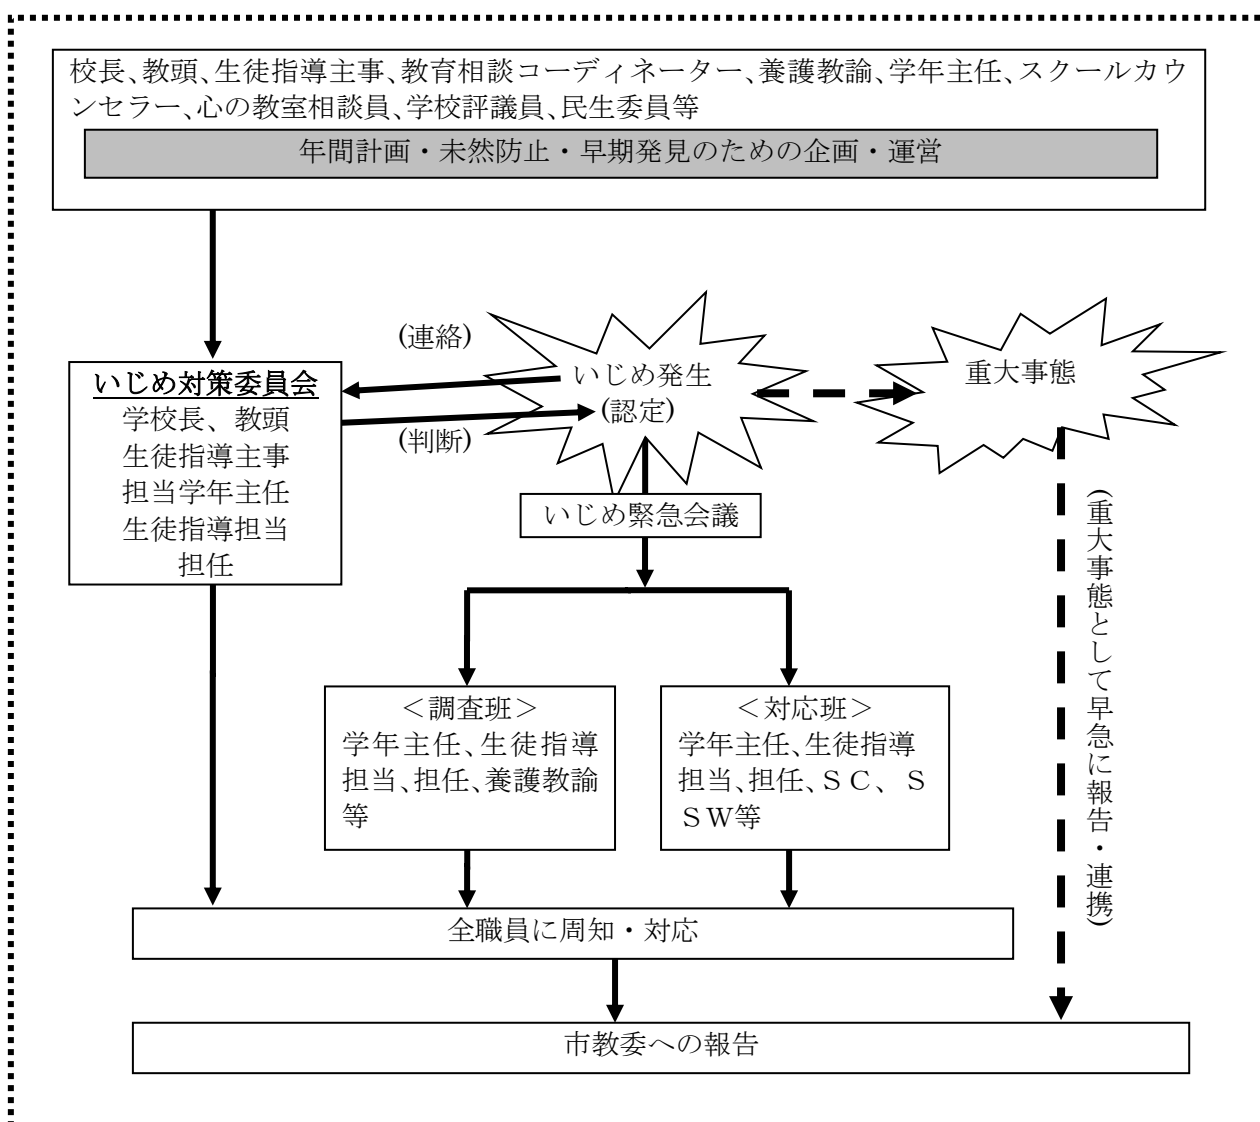 校長、教頭、生徒指導主事、教育相談コーディネーター、養護教諭、学年主任、スクールカウ
ンセラー、心の教室相談員、学校評議員、民生委員等
年間計画・未然防止・早期発見のための企画・運営
(連絡)
いじめ発生
(認定)
重大事態
いじめ対策委員会
学校長、教頭
生徒指導主事
担当学年主任
生徒指導担当
担任
(判断)
いじめ緊急会議
(重大事態として早急に報告・連携)
＜調査班＞
学年主任、生徒指導
担当、担任、養護教諭
等
＜対応班＞
学年主任、生徒指導
担当、担任、ＳＣ、Ｓ
ＳＷ等
全職員に周知・対応
市教委への報告